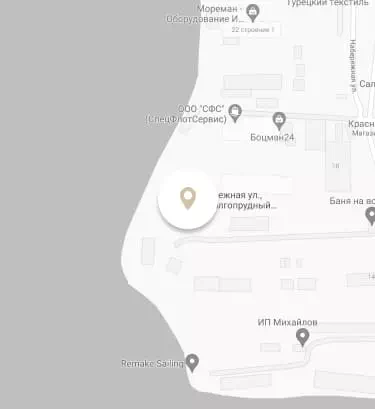 Турецкий текстиль
Мореман -
Оборудование И...
22 строение 1
Набережная ул.
Сал
ООО "СФС"
(СпецФлотСервис)
Боцман24
Красн
Магази
16
ежная ул.,
лгопрудный...
Баня на во
14
ИП Михайлов
Remake Sailing